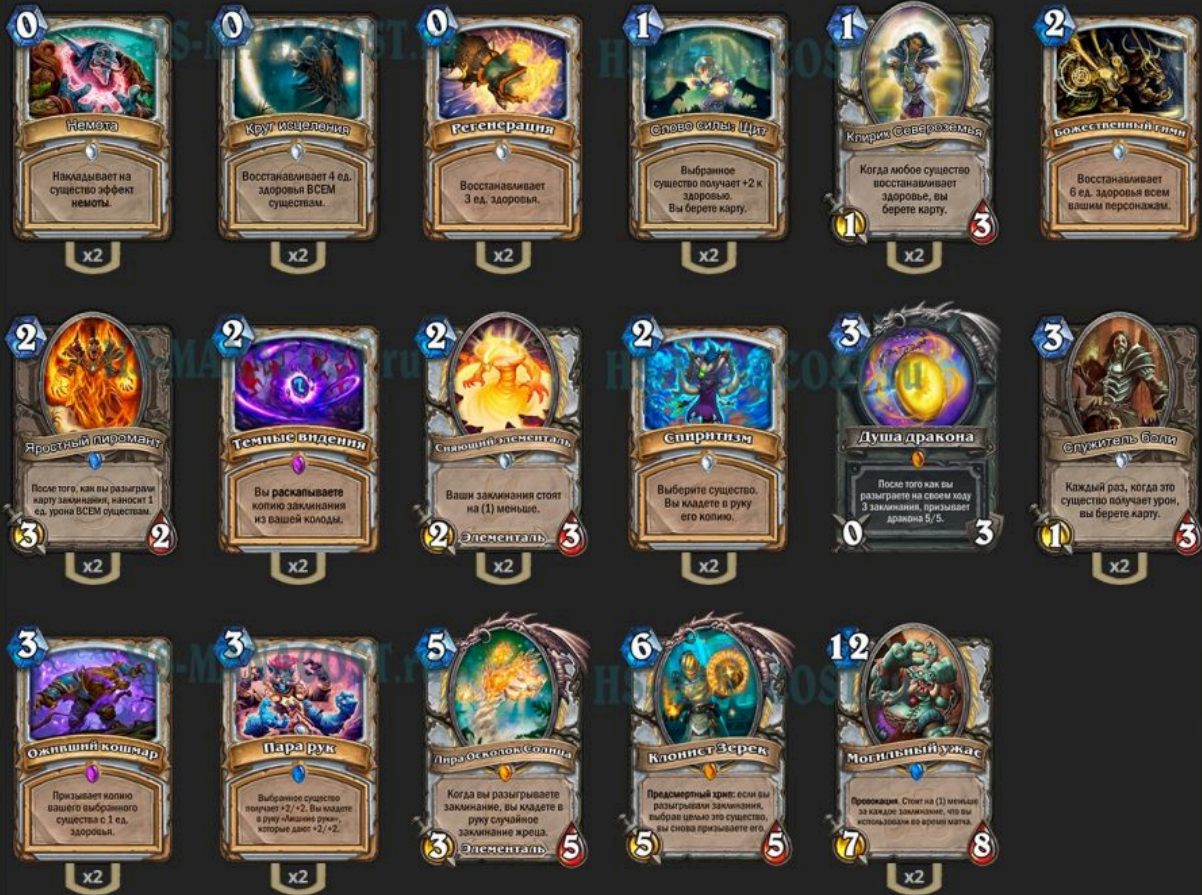 HS-MANACOST.ru
0
Немота
Накладывает на
существо эффект
немоты.
x2
0
Круг исцеления
Восстанавливает 4 ед.
здоровья ВСЕМ
существам.
x2
0
Регенерация
Восстанавливает
3 ед. здоровья.
x2
1
Слово силы: Щит
Выбранное
существо получает +2 к
здоровью.
Вы берете карту.
x2
1
Клирик Североземья
Когда любое существо
восстанавливает
здоровье, вы
берете карту.
1
3
x2
2
Божественный гимн
Восстанавливает
6 ед. здоровья всем
вашим персонажам.
2
Яростный пиромант
После того, как вы разыграли
карту заклинания, наносит 1
ед. урона ВСЕМ существам.
3
2
x2
2
Темные видения
Вы раскапываете
копию заклинания
из вашей колоды.
x2
2
Сияющий элементаль
Ваши заклинания стоят
на (1) меньше.
2
Элементаль
3
x2
2
Спиритизм
Выберите существо.
Вы кладете в руку
его копию.
x2
3
Душа дракона
После того как вы
разыграете на своем ходу
3 заклинания, призывает
дракона 5/5.
0
3
3
Служитель боли
Каждый раз, когда это
существо получает урон,
вы берете карту.
1
3
x2
3
Оживший кошмар
Призывает копию
вашего выбранного
существа с 1 ед.
здоровья.
x2
3
Пара рук
Выбранное существо
получает +2/+2. Вы кладете
в руку «Лишние руки»,
которые дают +2/+2.
x2
5
Лира Осколок Солнца
Когда вы разыгрываете
заклинание, вы кладете в
руку случайное
заклинание жреца.
3
Элементаль
5
6
Клонист Зерек
Предсмертный хрип: если вы
разыгрывали заклинания,
выбрав целью это существо,
вы снова призываете его.
5
5
12
Могильный ужас
Провокация. Стоит на (1) меньше
за каждое заклинание, что вы
использовали во время матча.
7
8
x2